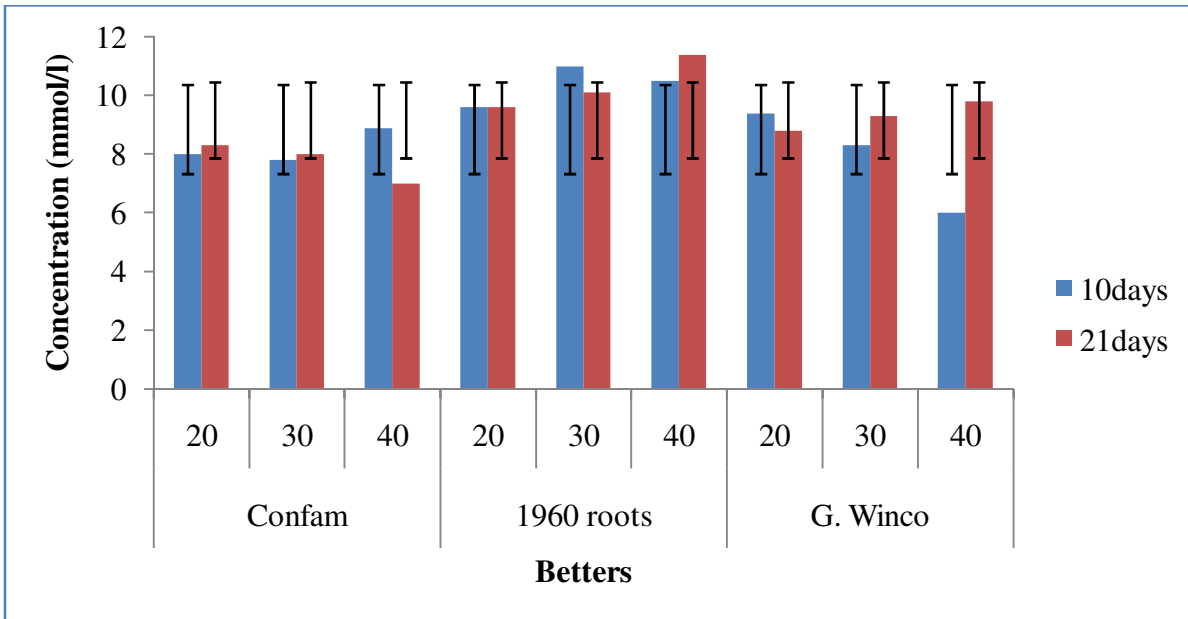 Concentration (mmol/l)
12
10
8
6
4
2
0
20 30 40 20 30 40 20 30 40
Confam 1960 roots G. Winco
Betters
10days
21days